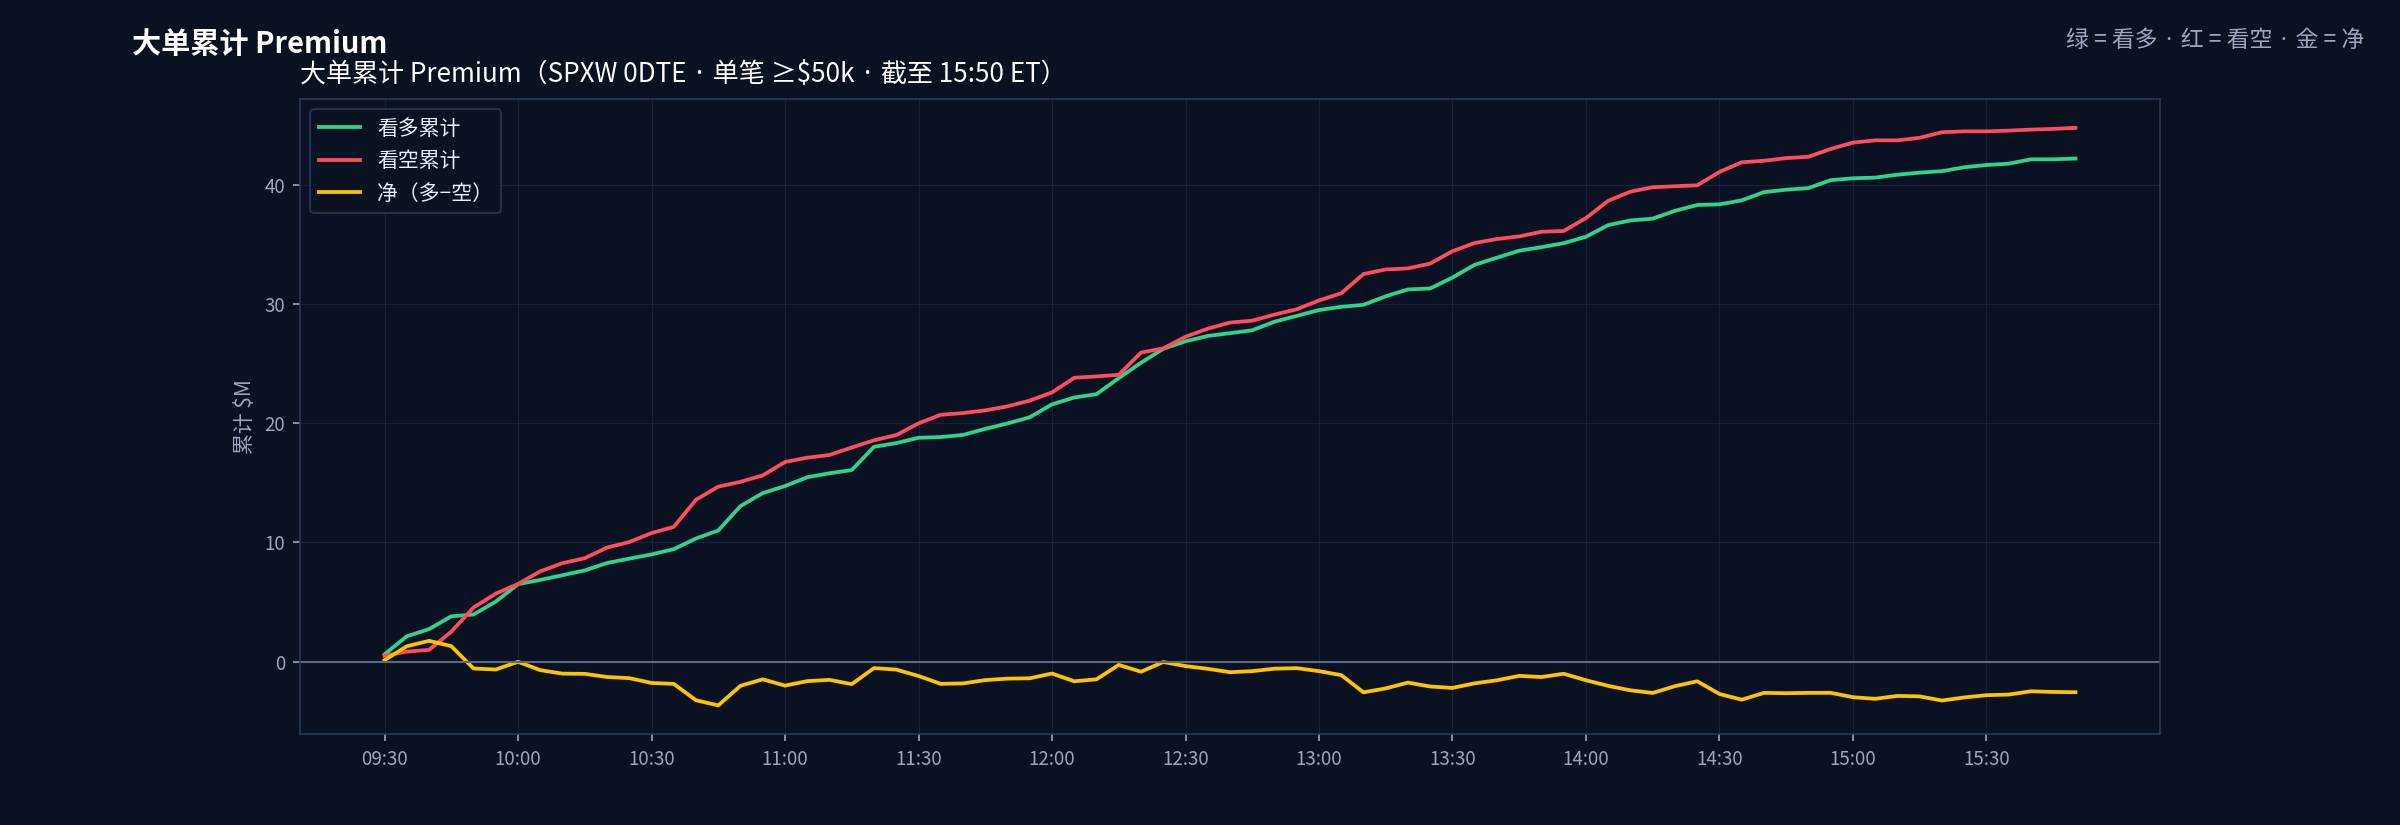 大单累计 Premium
绿 = 看多 · 红 = 看空 · 金 = 净
大单累计 Premium（SPXW 0DTE · 单笔 ≥$50k · 截至 15:50 ET）
看多累计
看空累计
净（多−空）
累计 $M
40
30
20
10
0
09:30 10:00 10:30 11:00 11:30 12:00 12:30 13:00 13:30 14:00 14:30 15:00 15:30